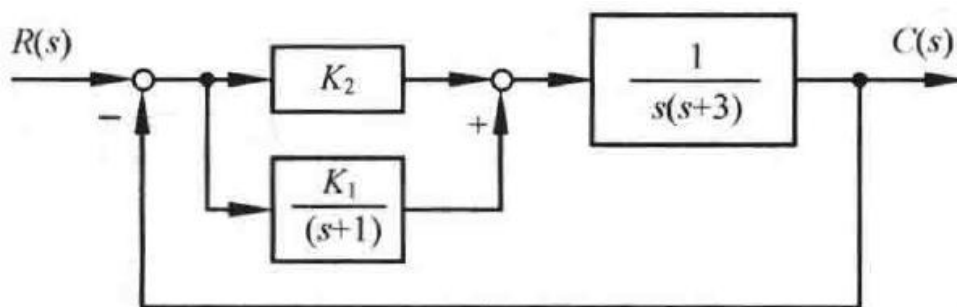 R(s)
C(s)
K₂
1
s(s+3)
−
+
K₁
(s+1)